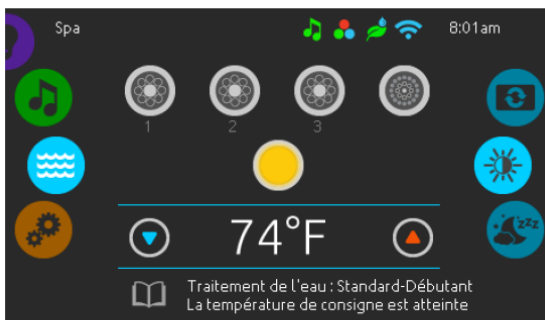 Spa
8:01am
1 2 3
74°F
Traitement de l'eau : Standard-Débutant
La température de consigne est atteinte